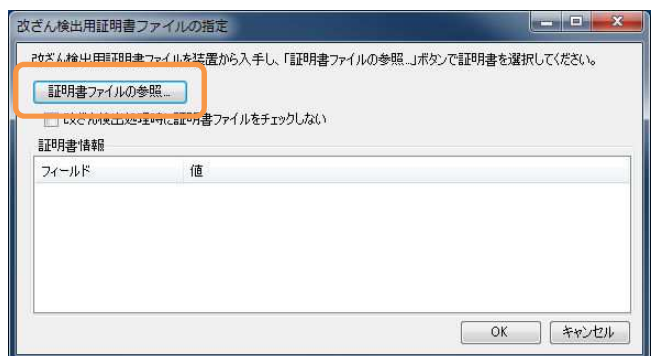 改ざん検出用証明書ファイルの指定
改ざん検出用証明書ファイルを装置から入手し、「証明書ファイルの参照...」ボタンで証明書を選択してください。
証明書ファイルの参照...
改ざん検出処理時に証明書ファイルをチェックしない
証明書情報
フィールド 値
OK キャンセル